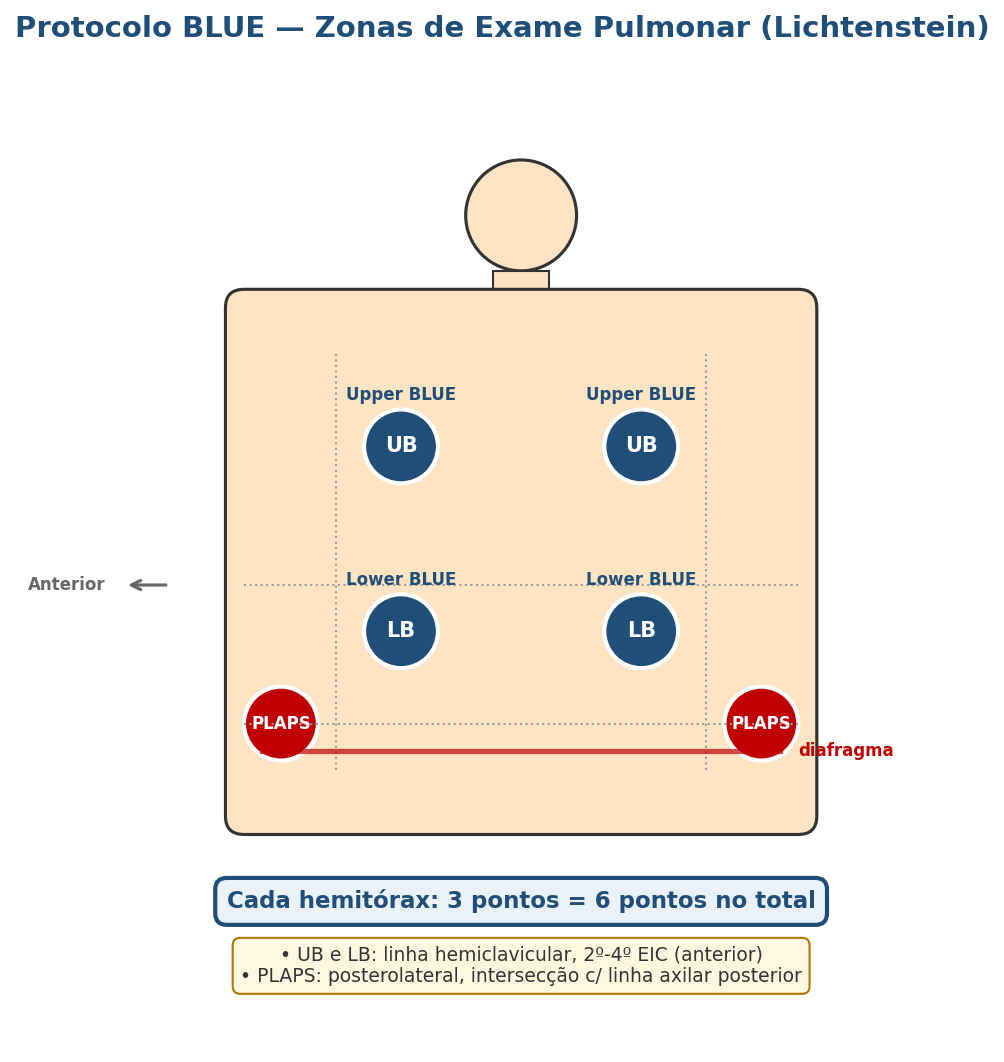 Protocolo BLUE — Zonas de Exame Pulmonar (Lichtenstein)
Upper BLUE
Upper BLUE
UB
UB
Anterior
Lower BLUE
Lower BLUE
LB
LB
PLAPS
PLAPS
diafragma
Cada hemitórax: 3 pontos = 6 pontos no total
• UB e LB: linha hemiclavicular, 2º-4º EIC (anterior)
• PLAPS: posterolateral, intersecção c/ linha axilar posterior